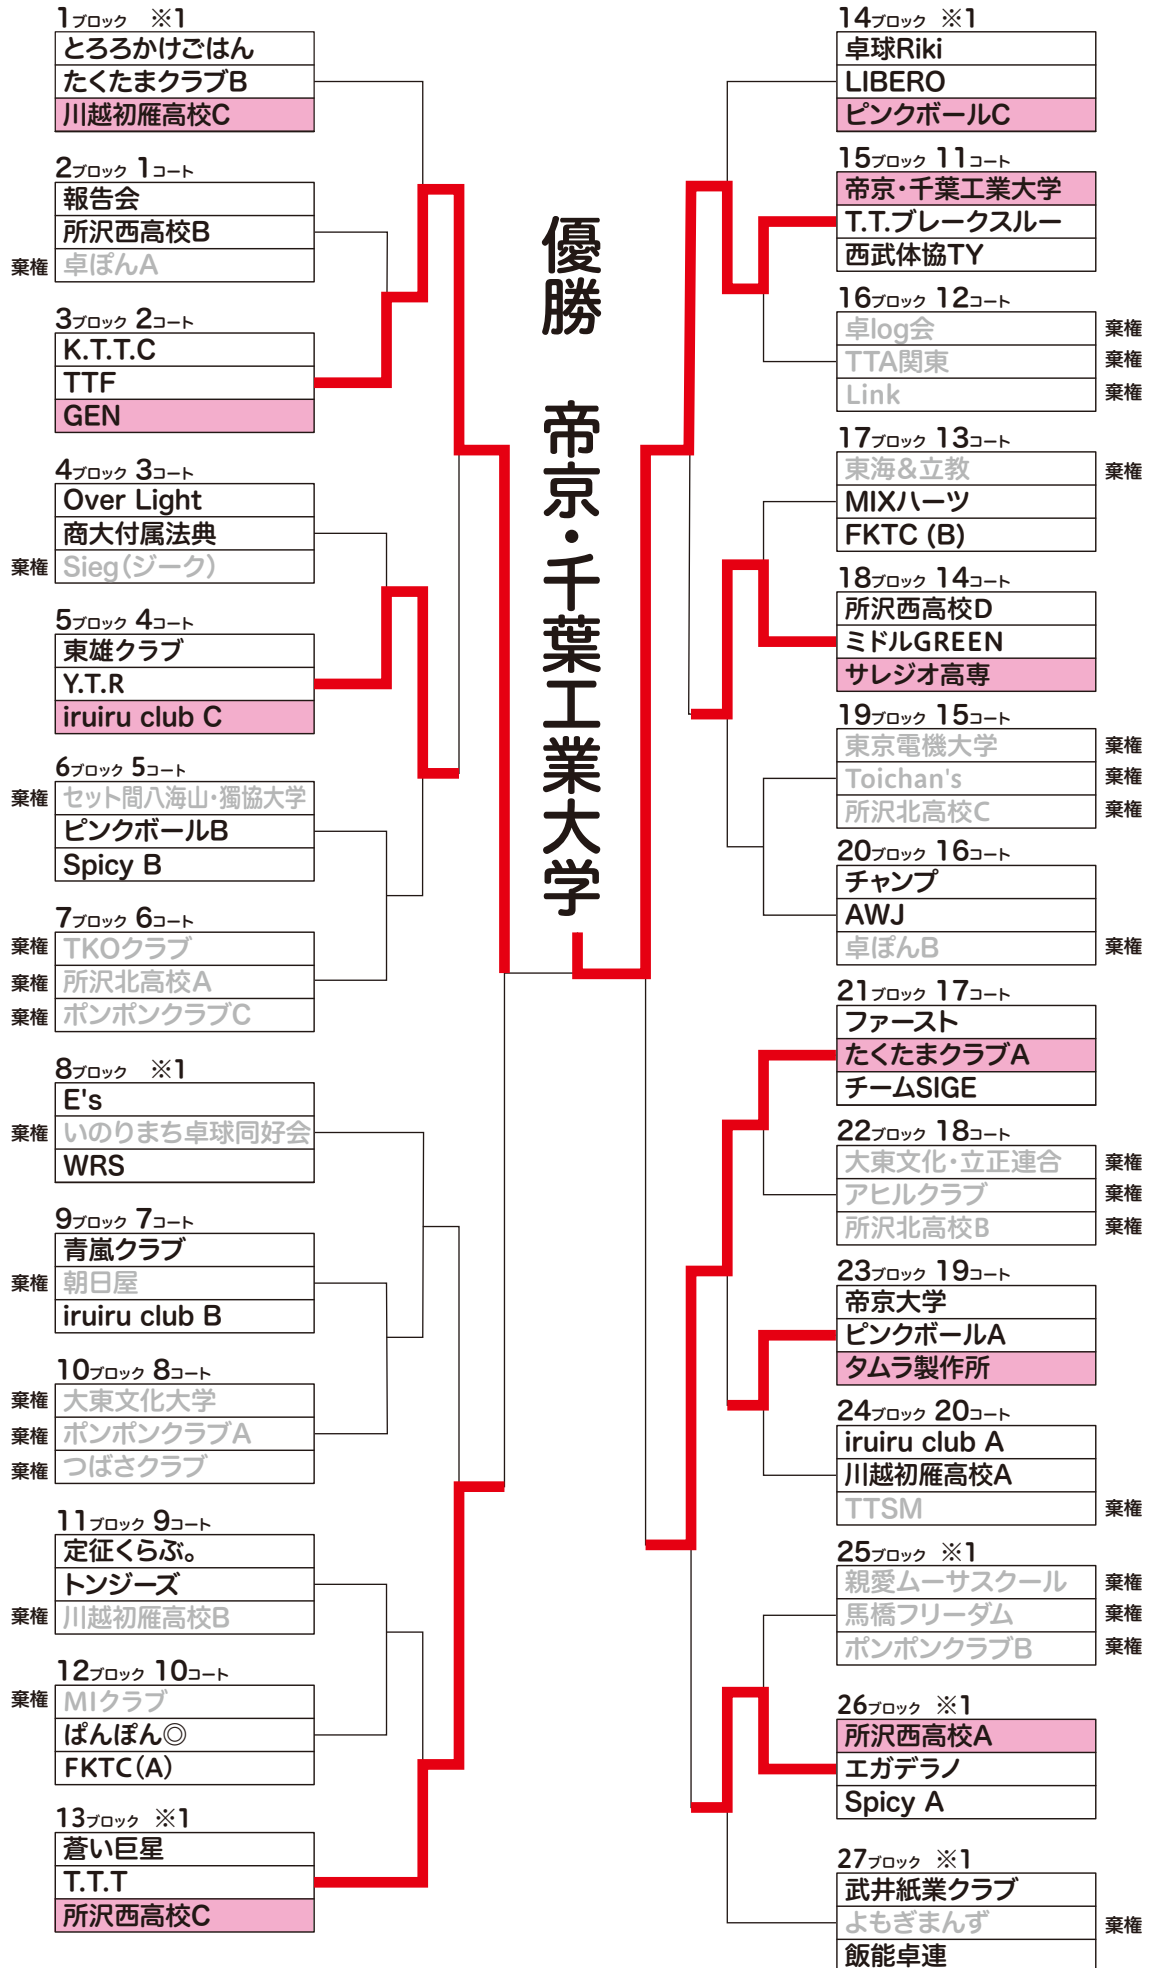 1ブロック ※1
とろろかけごはん
たくたまクラブB
川越初雁高校C
2ブロック 1コート
報告会
所沢西高校B
棄権 卓ぽんA
3ブロック 2コート
K.T.T.C
TTF
GEN
4ブロック 3コート
Over Light
商大付属法典
棄権 Sieg(ジーク)
5ブロック 4コート
東雄クラブ
Y.T.R
iruiru club C
6ブロック 5コート
棄権 セット間八海山・獨協大学
ピンクボールB
Spicy B
7ブロック 6コート
棄権 TKOクラブ
棄権 所沢北高校A
棄権 ポンポンクラブC
8ブロック ※1
E's
棄権 いのりまち卓球同好会
WRS
9ブロック 7コート
青嵐クラブ
棄権 朝日屋
iruiru club B
10ブロック 8コート
棄権 大東文化大学
棄権 ポンポンクラブA
棄権 つばさクラブ
11ブロック 9コート
定征くらぶ。
トンジーズ
棄権 川越初雁高校B
12ブロック 10コート
棄権 MIクラブ
ぱんぽん◎
FKTC(A)
13ブロック ※1
蒼い巨星
T.T.T
所沢西高校C
優勝 帝京・千葉工業大学
14ブロック ※1
卓球Riki
LIBERO
ピンクボールC
15ブロック 11コート
帝京・千葉工業大学
T.T.ブレークスルー
西武体協TY
16ブロック 12コート
卓log会 棄権
TTA関東 棄権
Link 棄権
17ブロック 13コート
東海&立教 棄権
MIXハーツ
FKTC (B)
18ブロック 14コート
所沢西高校D
ミドルGREEN
サレジオ高専
19ブロック 15コート
東京電機大学 棄権
Toichan's 棄権
所沢北高校C 棄権
20ブロック 16コート
チャンプ
AWJ
卓ぽんB 棄権
21ブロック 17コート
ファースト
たくたまクラブA
チームSIGE
22ブロック 18コート
大東文化・立正連合 棄権
アヒルクラブ 棄権
所沢北高校B 棄権
23ブロック 19コート
帝京大学
ピンクボールA
タムラ製作所
24ブロック 20コート
iruiru club A
川越初雁高校A
TTSM 棄権
25ブロック ※1
親愛ムーサスクール 棄権
馬橋フリーダム 棄権
ポンポンクラブB 棄権
26ブロック ※1
所沢西高校A
エガデラノ
Spicy A
27ブロック ※1
武井紙業クラブ
よもぎまんず 棄権
飯能卓連